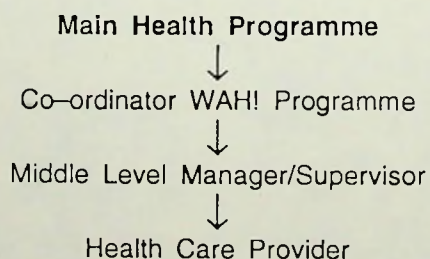 Main Health Programme
Co-ordinator WAH! Programme
Middle Level Manager/Supervisor
Health Care Provider